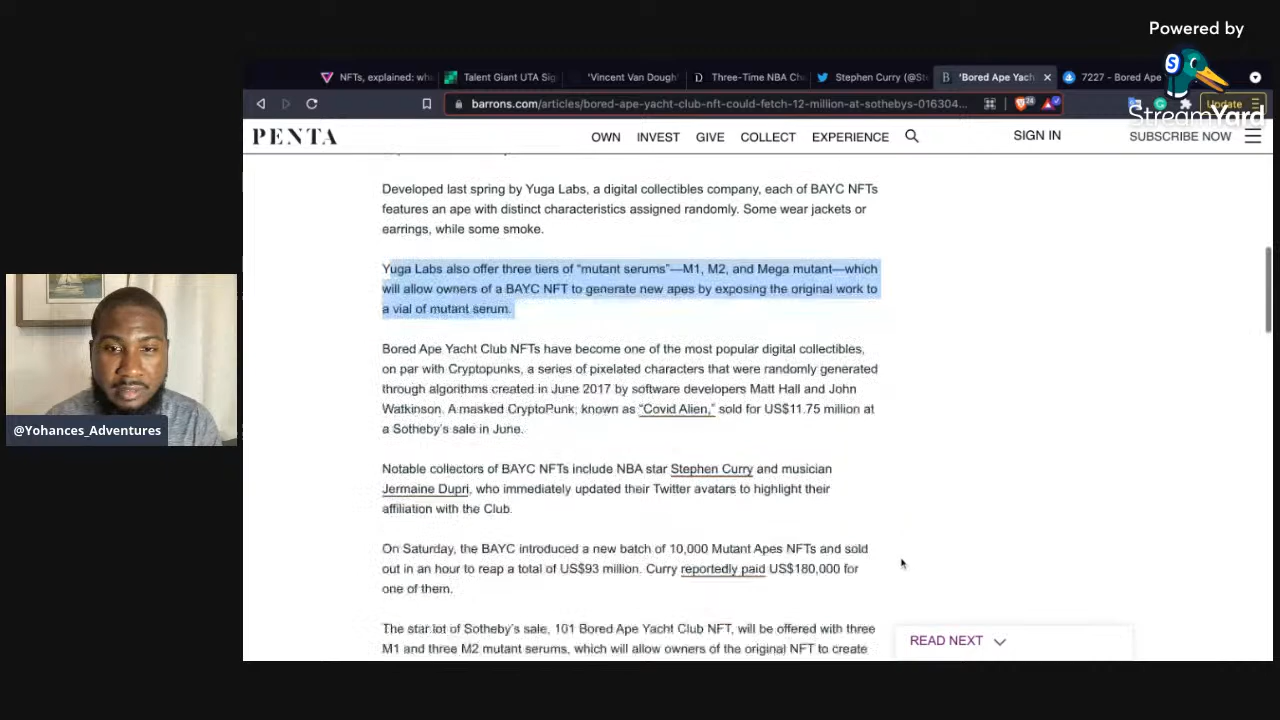 Powered by
StreamYard
NFTs, explained: wh
Talent Giant UTA Sig
'Vincent Van Dough'
Three-Time NBA Ch
Stephen Curry (@St
'Bored Ape Yach
7227 - Bored Ape
barrons.com/articles/bored-ape-yacht-club-nft-could-fetch-12-million-at-sothebys-016304...
Update
PENTA
OWN
INVEST
GIVE
COLLECT
EXPERIENCE
SIGN IN
SUBSCRIBE NOW
Developed last spring by Yuga Labs, a digital collectibles company, each of BAYC NFTs
features an ape with distinct characteristics assigned randomly. Some wear jackets or
earrings, while some smoke.
Yuga Labs also offer three tiers of “mutant serums”—M1, M2, and Mega mutant—which
will allow owners of a BAYC NFT to generate new apes by exposing the original work to
a vial of mutant serum.
Bored Ape Yacht Club NFTs have become one of the most popular digital collectibles,
on par with Cryptopunks, a series of pixelated characters that were randomly generated
through algorithms created in June 2017 by software developers Matt Hall and John
Watkinson. A masked CryptoPunk, known as “Covid Alien,” sold for US$11.75 million at
a Sotheby’s sale in June.
Notable collectors of BAYC NFTs include NBA star Stephen Curry and musician
Jermaine Dupri, who immediately updated their Twitter avatars to highlight their
affiliation with the Club.
On Saturday, the BAYC introduced a new batch of 10,000 Mutant Apes NFTs and sold
out in an hour to reap a total of US$93 million. Curry reportedly paid US$180,000 for
one of them.
The star lot of Sotheby’s sale, 101 Bored Ape Yacht Club NFT, will be offered with three
M1 and three M2 mutant serums, which will allow owners of the original NFT to create
READ NEXT
@Yohances_Adventures